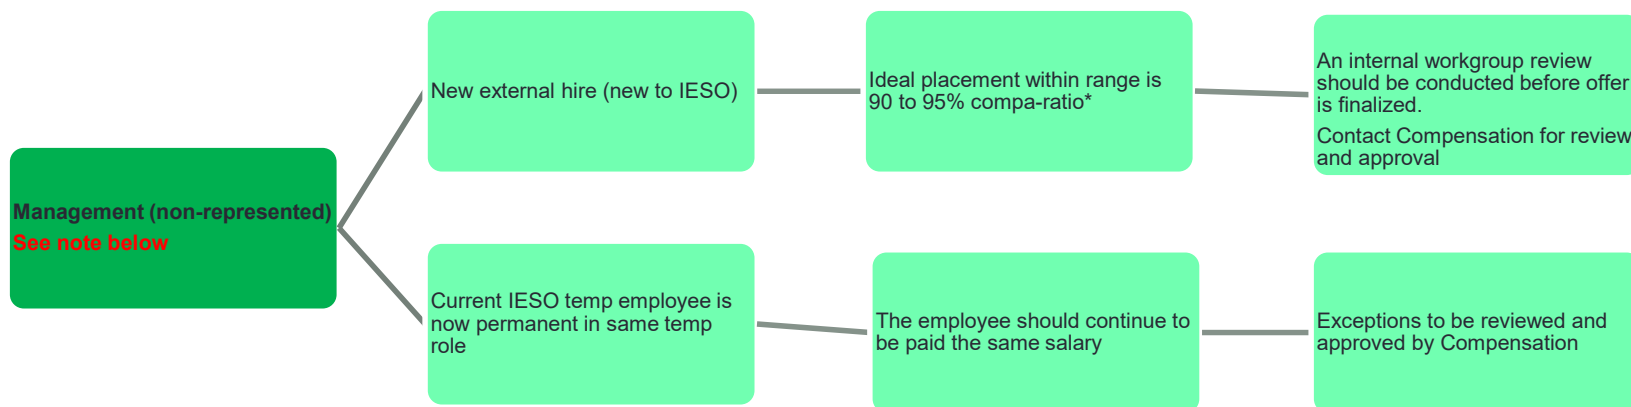 Management (non-represented)
See note below
New external hire (new to IESO)
Ideal placement within range is
90 to 95% compa-ratio*
An internal workgroup review
should be conducted before offer
is finalized.
Contact Compensation for review
and approval
Current IESO temp employee is
now permanent in same temp
role
The employee should continue to
be paid the same salary
Exceptions to be reviewed and
approved by Compensation